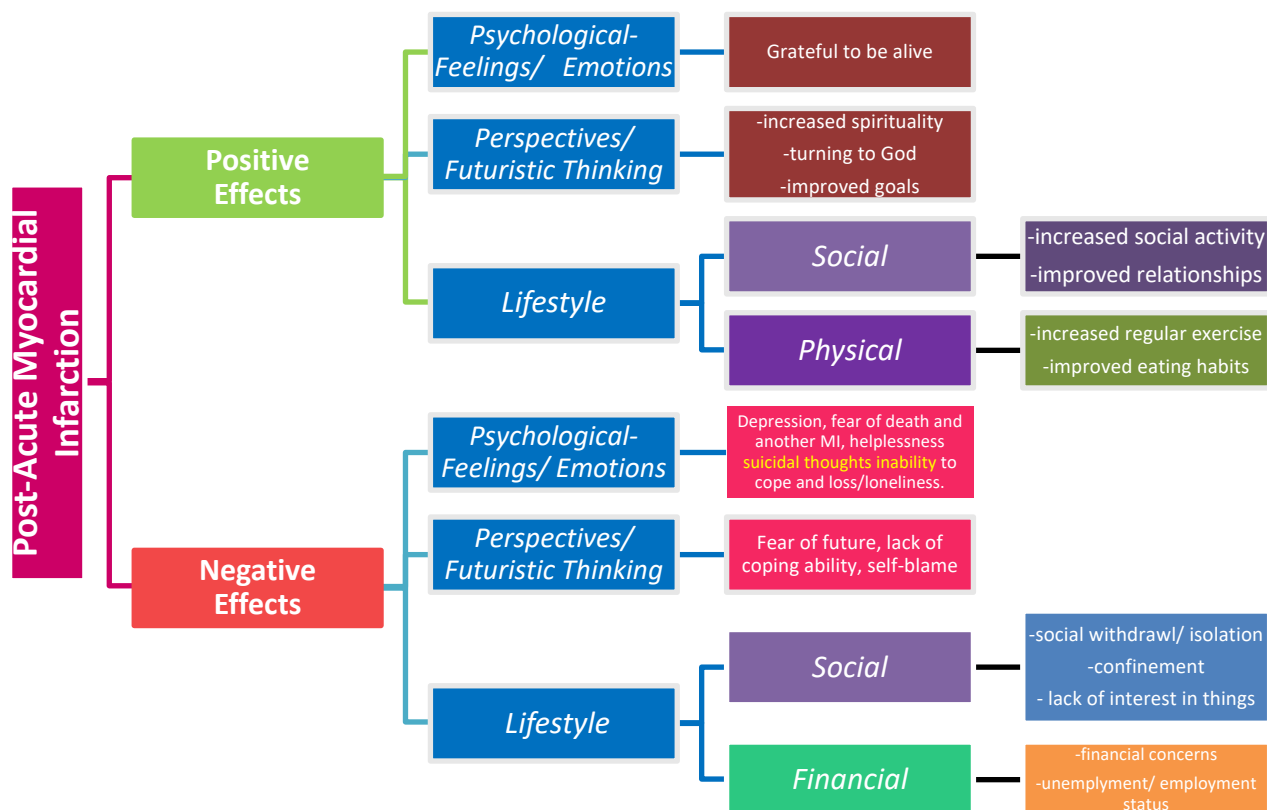 Post-Acute Myocardial
Infarction
Positive
Effects
Psychological-
Feelings/ Emotions
Grateful to be alive
Perspectives/
Futuristic Thinking
-increased spirituality
-turning to God
-improved goals
Lifestyle
Social
-increased social activity
-improved relationships
Physical
-increased regular exercise
-improved eating habits
Negative
Effects
Psychological-
Feelings/ Emotions
Depression, fear of death and
another MI, helplessness
suicidal thoughts inability to
cope and loss/loneliness.
Perspectives/
Futuristic Thinking
Fear of future, lack of
coping ability, self-blame
Lifestyle
Social
-social withdrawl/ isolation
-confinement
- lack of interest in things
Financial
-financial concerns
-unemplyment/ employment
status